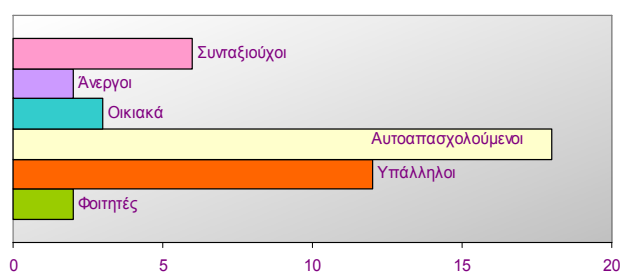 Συνταξιούχοι
Άνεργοι
Οικιακά
Αυτοαπασχολούμενοι
Υπάλληλοι
Φοιτητές
0 5 10 15 20